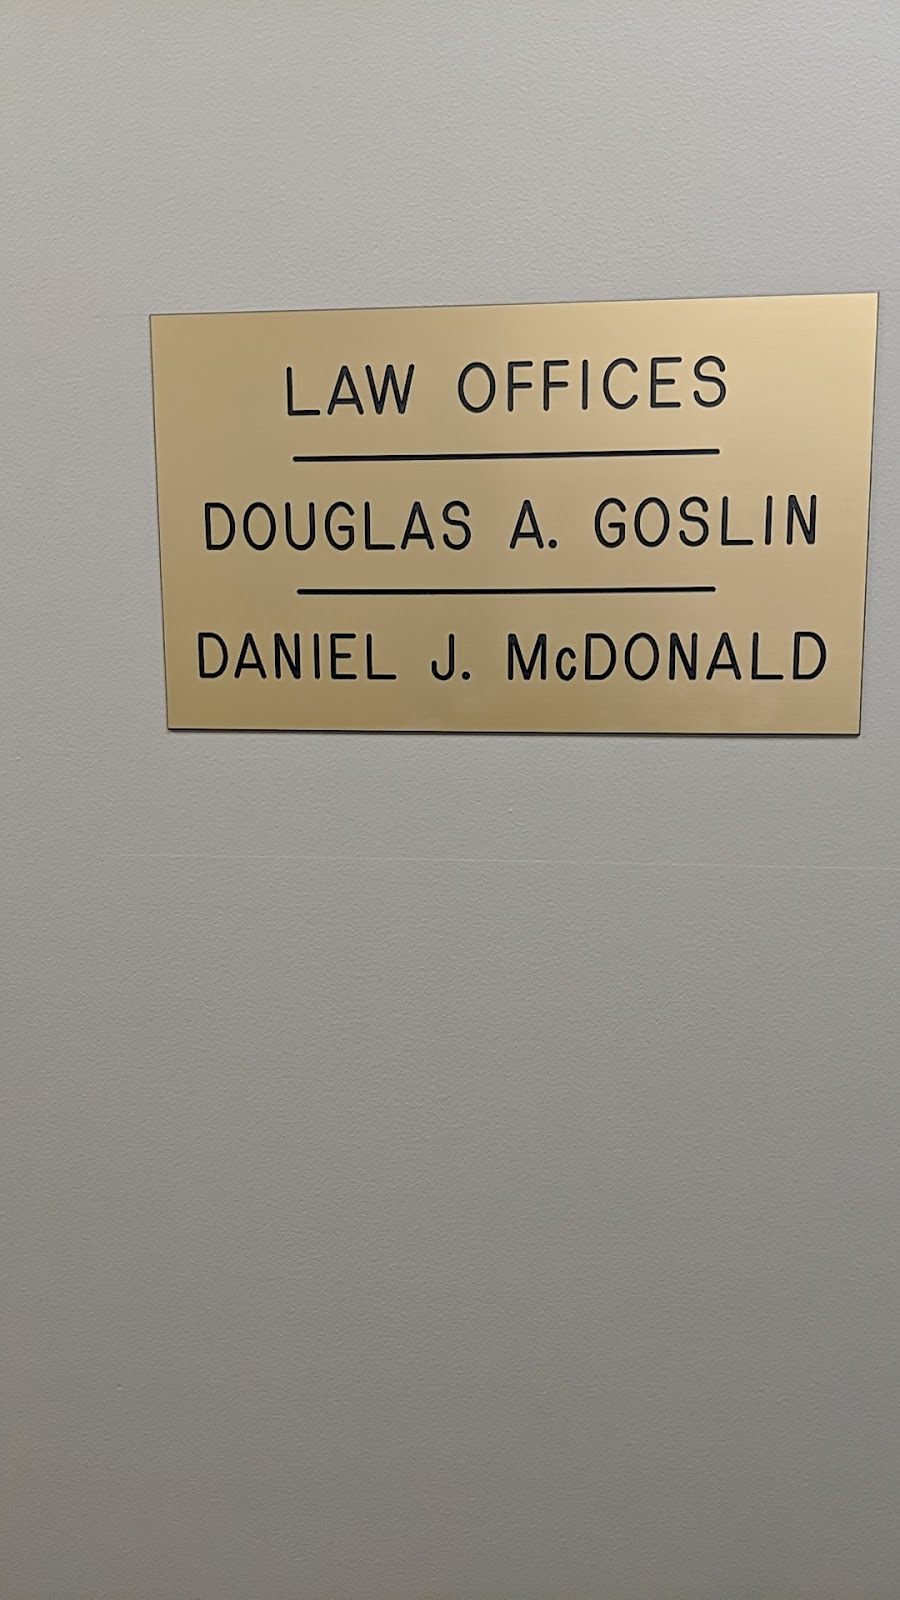 LAW OFFICES
DOUGLAS A. GOSLIN
DANIEL J. McDONALD